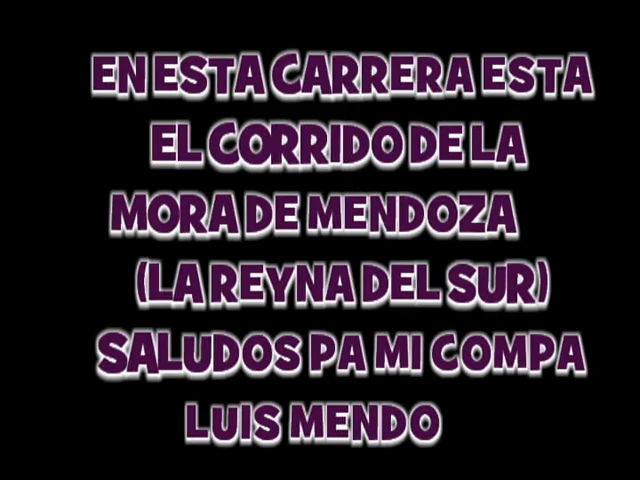 EN ESTA CARRERA ESTA
EL CORRIDO DE LA
MORA DE MENDOZA
(LA REYNA DEL SUR)
SALUDOS PA MI COMPA
LUIS MENDO